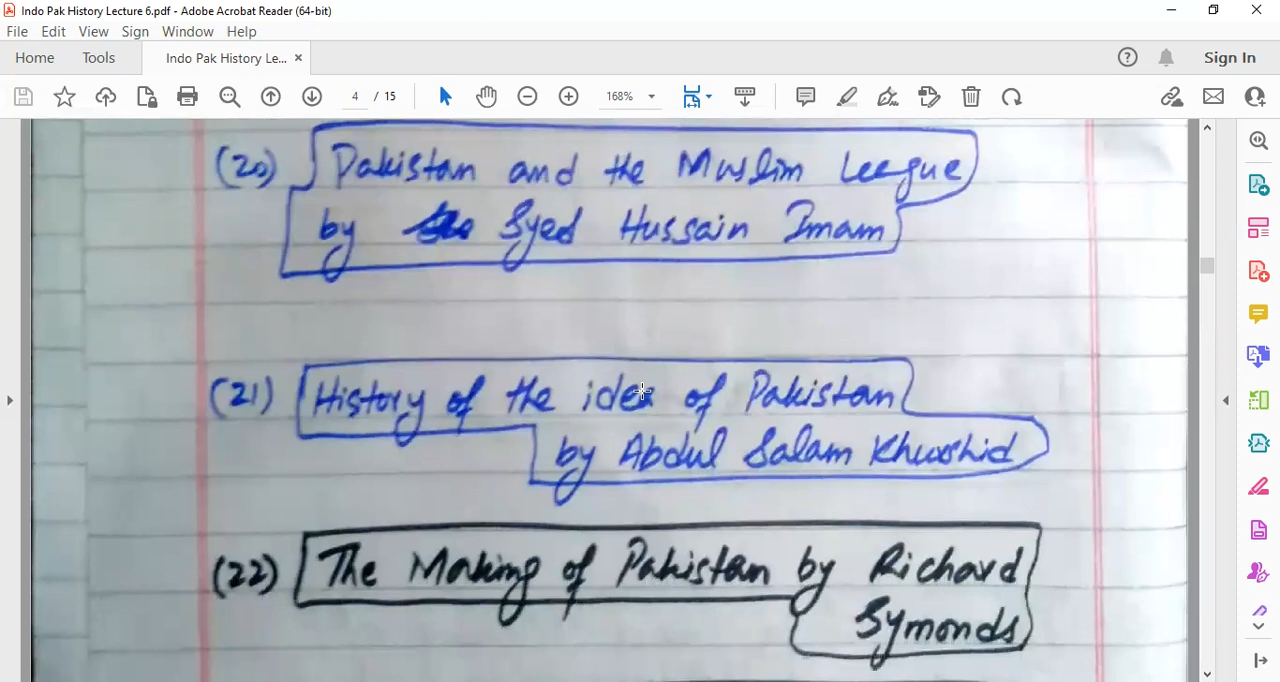 Indo Pak History Lecture 6.pdf - Adobe Acrobat Reader (64-bit)
File Edit View Sign Window Help
Home Tools Indo Pak History Le... × Sign In
4 / 15 168%
(20) Pakistan and the Muslim League
by Syed Hussain Imam
(21) History of the idea of Pakistan
by Abdul Salam Khurshid
(22) The Making of Pakistan by Richard
Symonds